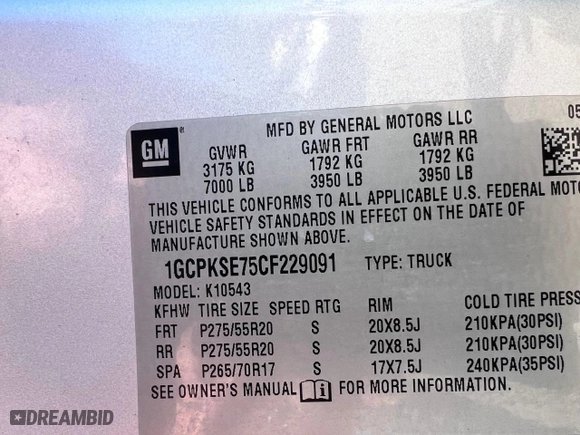 MFD BY GENERAL MOTORS LLC 05
GM ® GVWR GAWR FRT GAWR RR
3175 KG 1792 KG 1792 KG
7000 LB 3950 LB 3950 LB
THIS VEHICLE CONFORMS TO ALL APPLICABLE U.S. FEDERAL MOTO
VEHICLE SAFETY STANDARDS IN EFFECT ON THE DATE OF
MANUFACTURE SHOWN ABOVE.
1GCPKSE75CF229091 TYPE: TRUCK
MODEL: K10543
KFHW TIRE SIZE SPEED RTG RIM COLD TIRE PRESS
FRT P275/55R20 S 20X8.5J 210KPA(30PSI)
RR P275/55R20 S 20X8.5J 210KPA(30PSI)
SPA P265/70R17 S 17X7.5J 240KPA(35PSI)
SEE OWNER'S MANUAL FOR MORE INFORMATION.
DREAMBID